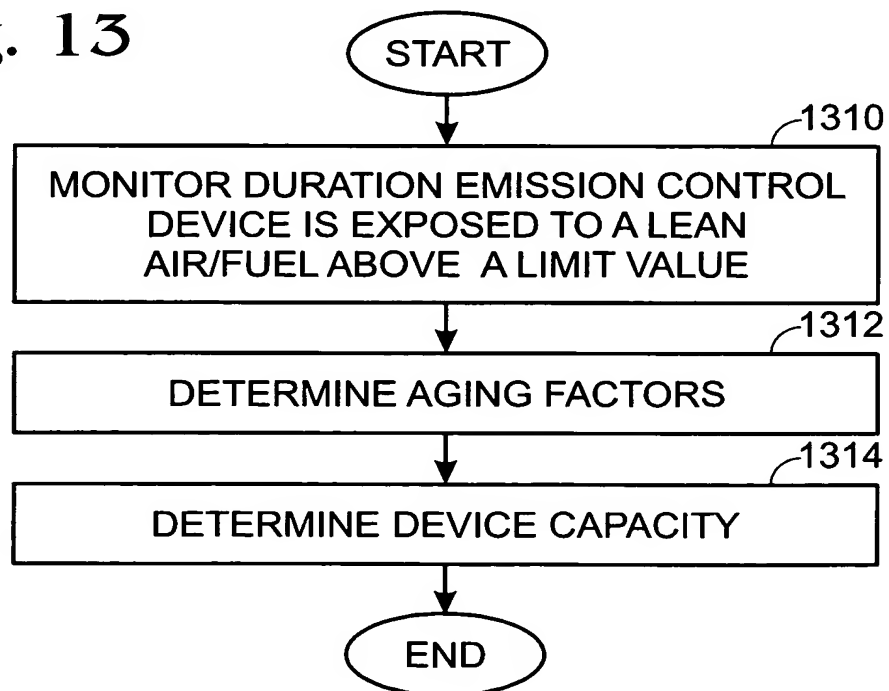 g. 13
START
1310
MONITOR DURATION EMISSION CONTROL
DEVICE IS EXPOSED TO A LEAN
AIR/FUEL ABOVE A LIMIT VALUE
1312
DETERMINE AGING FACTORS
1314
DETERMINE DEVICE CAPACITY
END